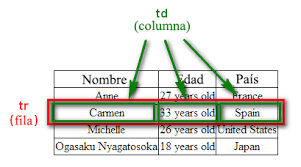 td
(columna)
Nombre Edad País
Anne 27 years old France
tr
(fila)
Carmen 33 years old Spain
Michelle 26 years old United States
Ogasaku Nyagatosoka 18 years old Japan